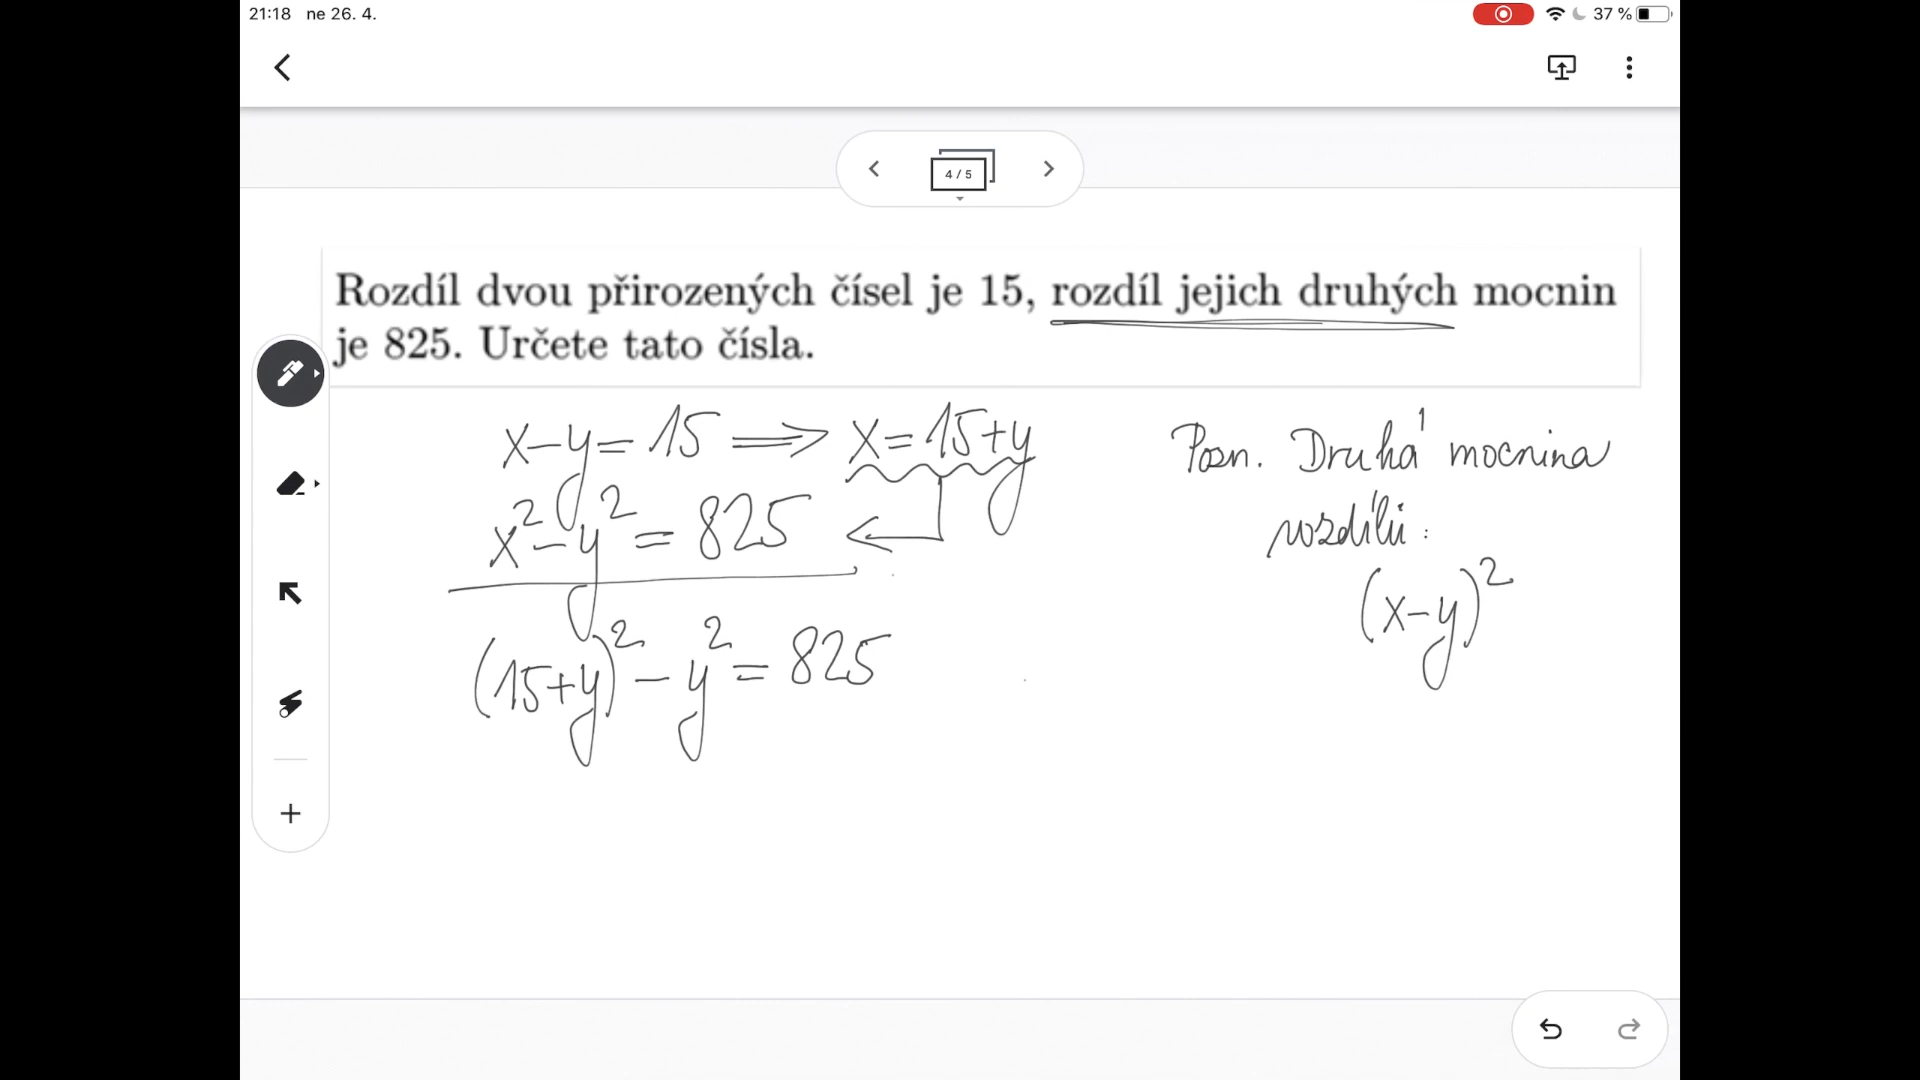 21:18 ne 26. 4.
37 %
4 / 5
Rozdíl dvou přirozených čísel je 15, rozdíl jejich druhých mocnin
je 825. Určete tato čísla.
x-y=15 ⟹ x=15+y
x²-y²=825
(15+y)²-y²=825
Pozn. Druhá mocnina
rozdílu:
(x-y)²